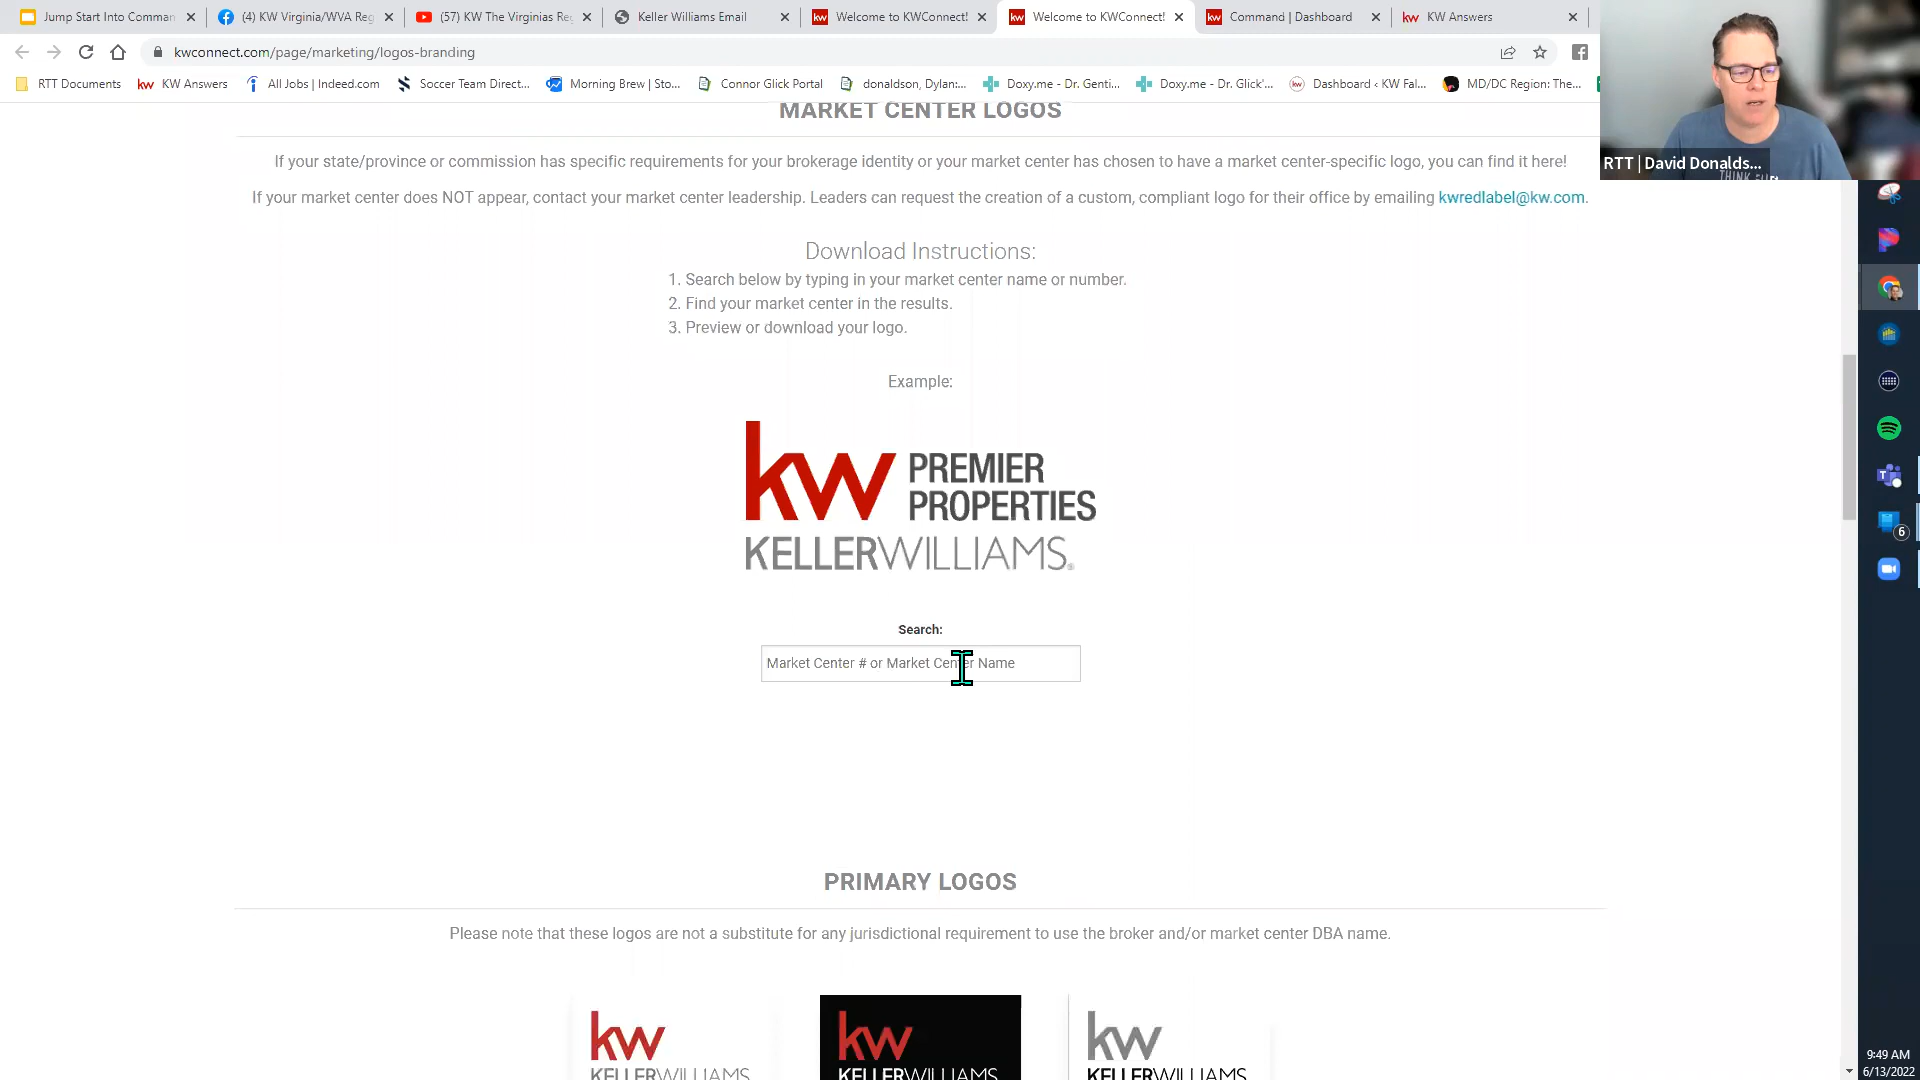 Jump Start Into Comman
(4) KW Virginia/WVA Reg
(57) KW The Virginias Re
Keller Williams Email
kw Welcome to KWConnect!
kw Welcome to KWConnect!
kw Command | Dashboard
kw KW Answers
kwconnect.com/page/marketing/logos-branding
RTT Documents
kw KW Answers
All Jobs | Indeed.com
Soccer Team Direct...
Morning Brew | Sto...
Connor Glick Portal
donaldson, Dylan:...
Doxy.me - Dr. Genti...
Doxy.me - Dr. Glick'...
Dashboard ‹ KW Fal...
MD/DC Region: The...
RTT | David Donalds...
MARKET CENTER LOGOS
If your state/province or commission has specific requirements for your brokerage identity or your market center has chosen to have a market center-specific logo, you can find it here!
If your market center does NOT appear, contact your market center leadership. Leaders can request the creation of a custom, compliant logo for their office by emailing kwredlabel@kw.com.
Download Instructions:
1. Search below by typing in your market center name or number.
2. Find your market center in the results.
3. Preview or download your logo.
Example:
kw PREMIER
PROPERTIES
KELLERWILLIAMS®
Search:
Market Center # or Market Center Name
PRIMARY LOGOS
Please note that these logos are not a substitute for any jurisdictional requirement to use the broker and/or market center DBA name.
kw
KELLERWILLIAMS
kw
KELLERWILLIAMS
kw
KELLERWILLIAMS
6
9:49 AM
6/13/2022